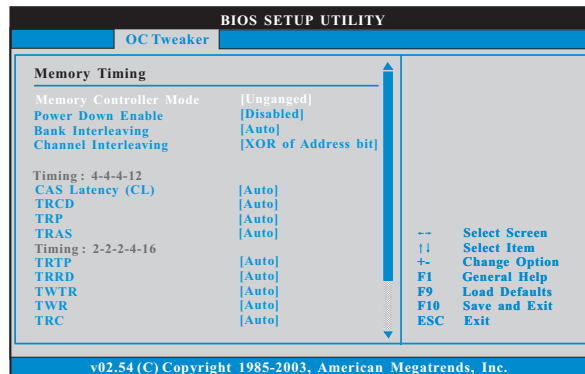 BIOS SETUP UTILITY
OC Tweaker
Memory Timing
Memory Controller Mode [Unganged]
Power Down Enable [Disabled]
Bank Interleaving [Auto]
Channel Interleaving [XOR of Address bit]
Timing : 4-4-4-12
CAS Latency (CL) [Auto]
TRCD [Auto]
TRP [Auto]
TRAS [Auto]
Timing : 2-2-2-4-16
TRTP [Auto]
TRRD [Auto]
TWTR [Auto]
TWR [Auto]
TRC [Auto]
←→ Select Screen
↑↓ Select Item
+- Change Option
F1 General Help
F9 Load Defaults
F10 Save and Exit
ESC Exit
v02.54 (C) Copyright 1985-2003, American Megatrends, Inc.